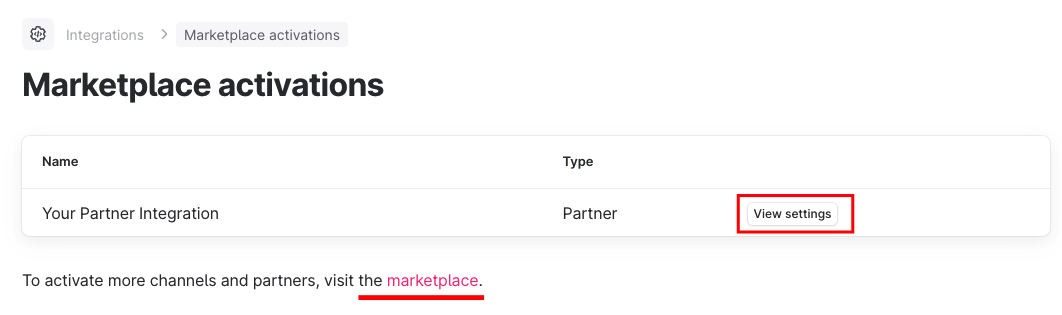 Integrations > Marketplace activations
Marketplace activations
Name Type
Your Partner Integration Partner View settings
To activate more channels and partners, visit the marketplace.